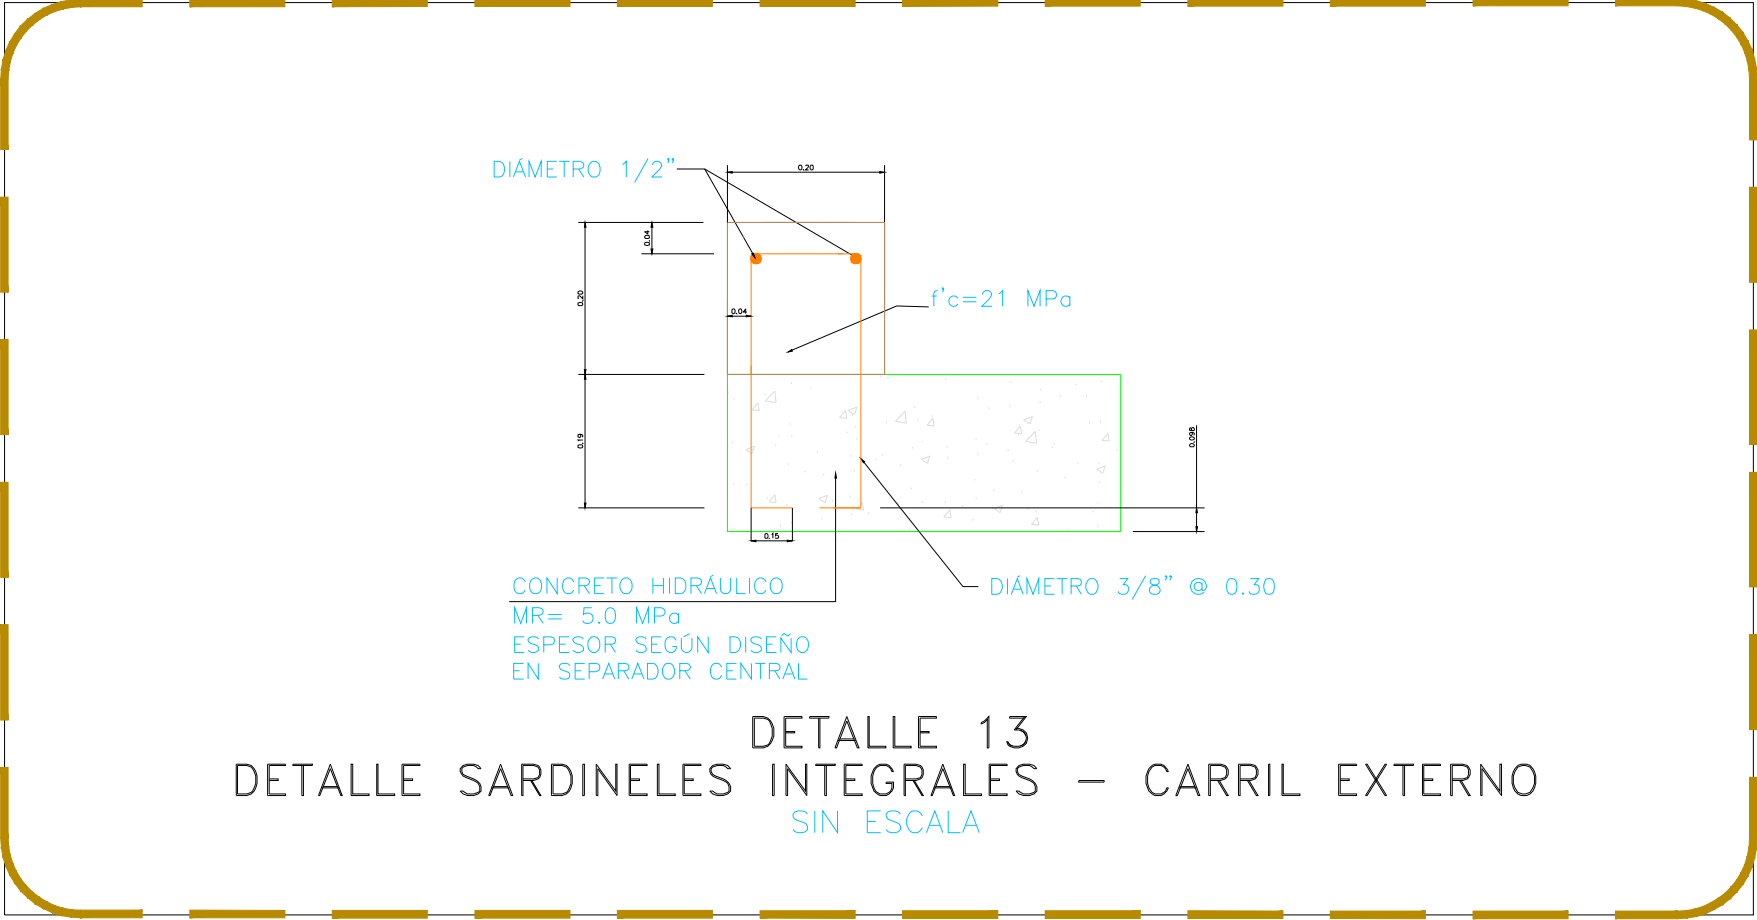 DIÁMETRO 1/2"
0.20
0.04
0.20
0.04
f'c=21 MPa
0.19
0.098
0.15
CONCRETO HIDRÁULICO
MR= 5.0 MPa
ESPESOR SEGÚN DISEÑO
EN SEPARADOR CENTRAL
DIÁMETRO 3/8" @ 0.30
DETALLE 13
DETALLE SARDINELES INTEGRALES - CARRIL EXTERNO
SIN ESCALA